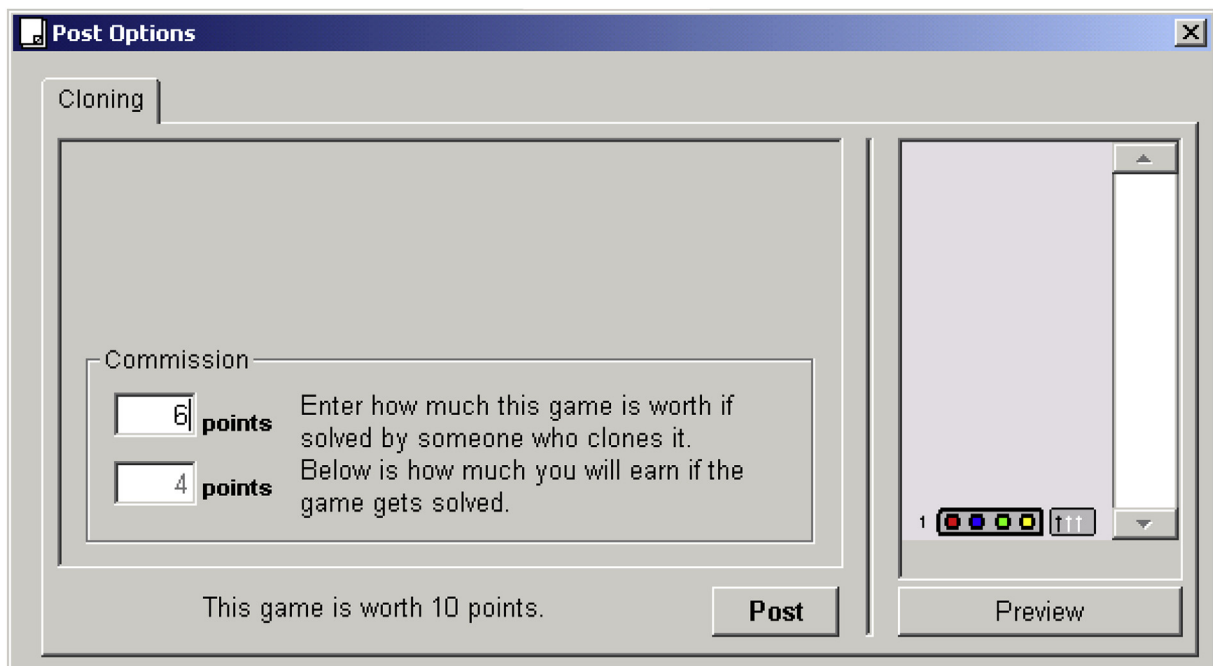 Post Options
Cloning
Commission
6 points
Enter how much this game is worth if
solved by someone who clones it.
4 points
Below is how much you will earn if the
game gets solved.
1
This game is worth 10 points.
Post
Preview